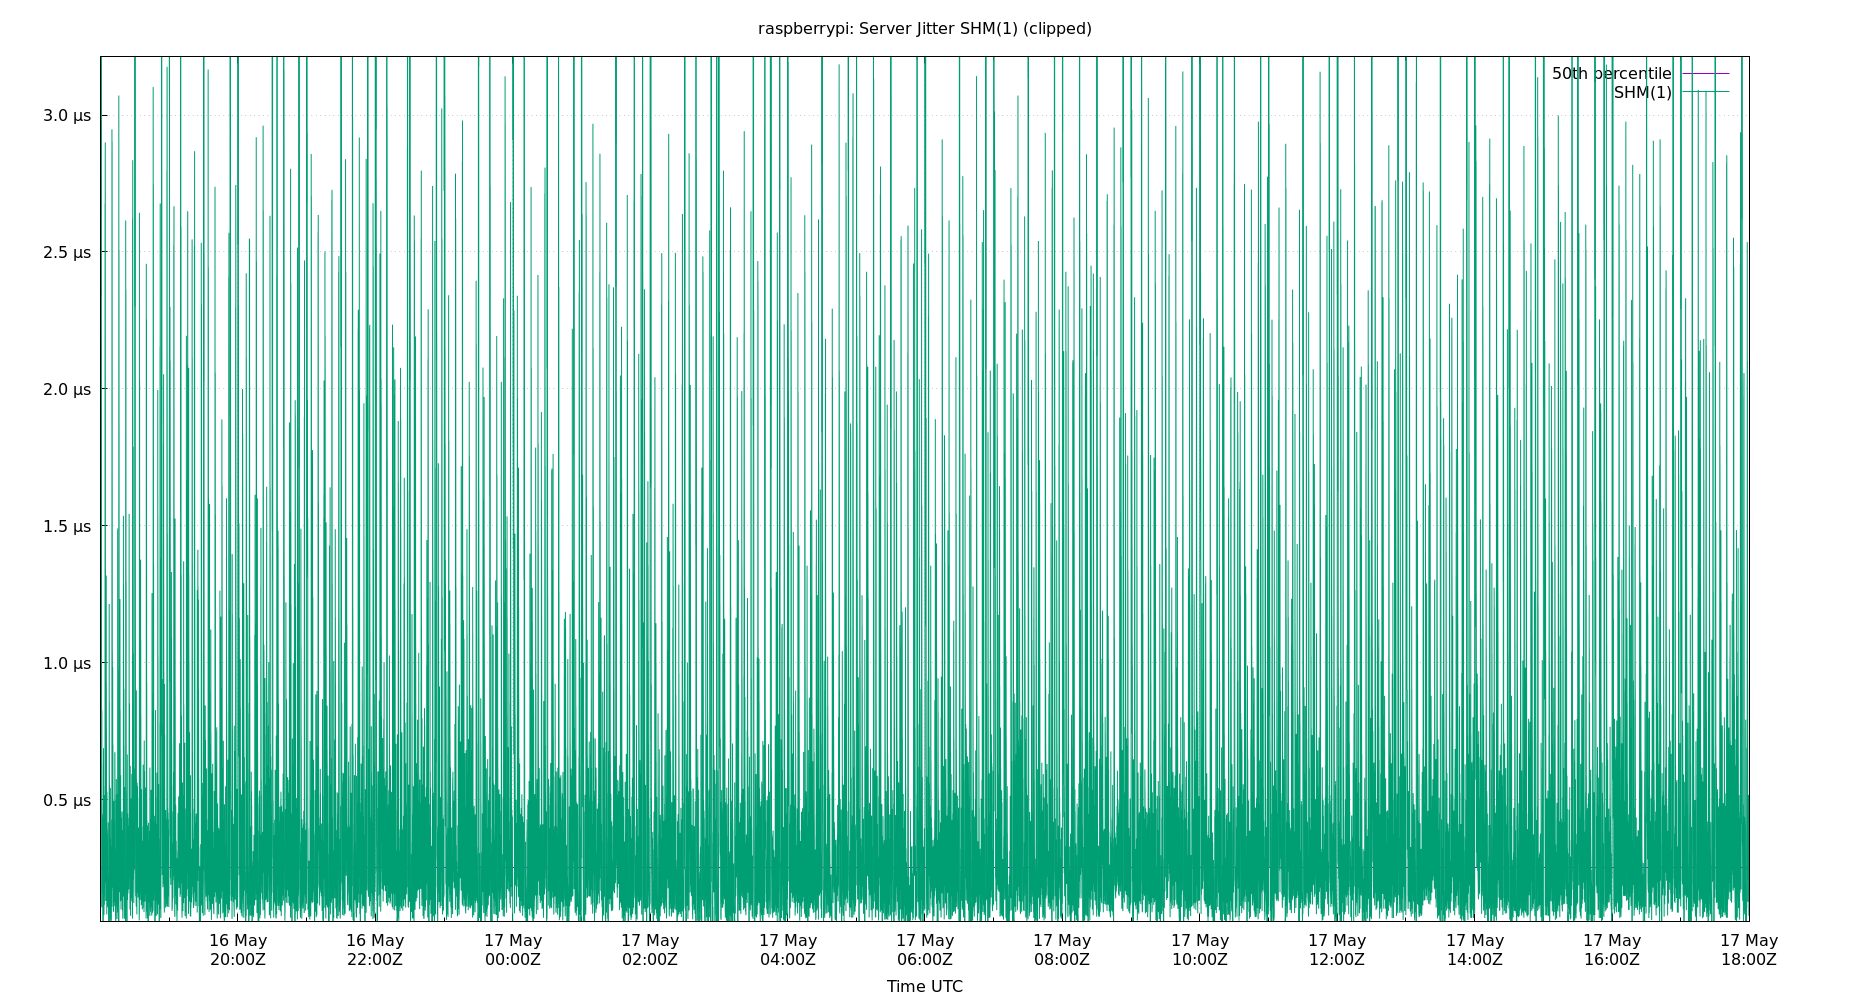 raspberrypi: Server Jitter SHM(1) (clipped)
50th percentile
SHM(1)
3.0 μs
2.5 μs
2.0 μs
1.5 μs
1.0 μs
0.5 μs
16 May 16 May 17 May 17 May 17 May 17 May 17 May 17 May 17 May 17 May 17 May 17 May
20:00Z 22:00Z 00:00Z 02:00Z 04:00Z 06:00Z 08:00Z 10:00Z 12:00Z 14:00Z 16:00Z 18:00Z
Time UTC